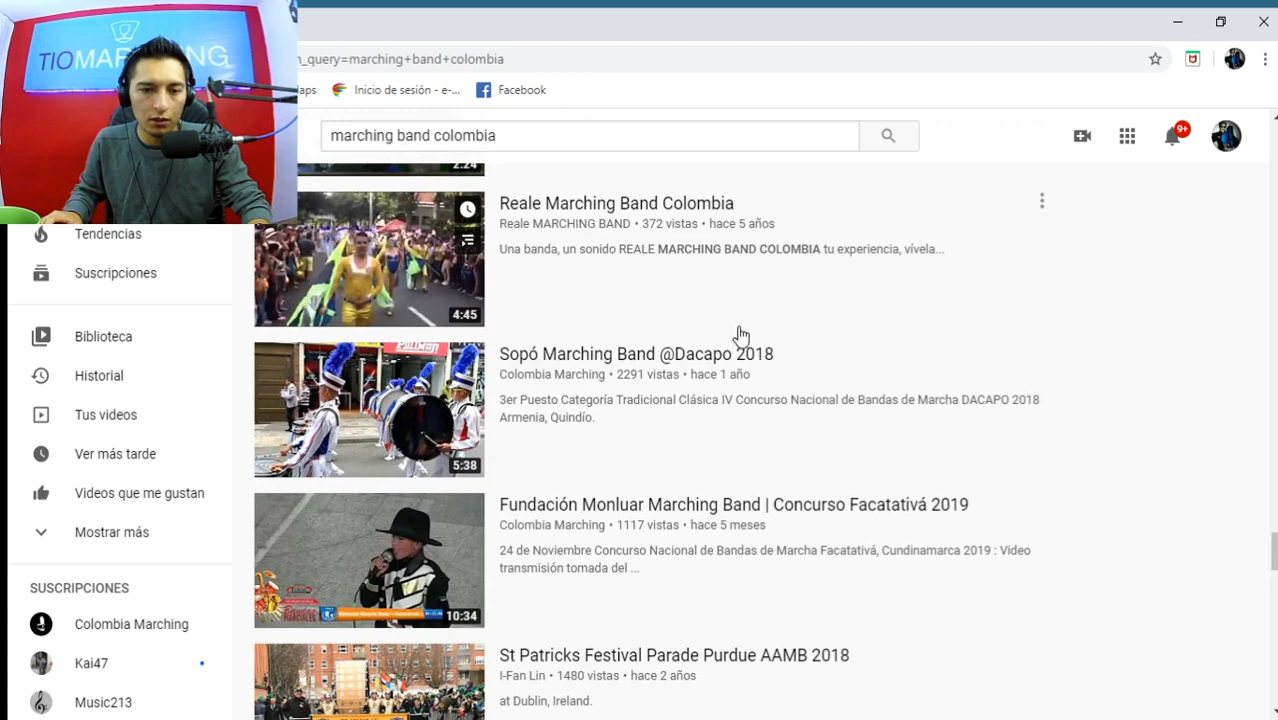 TIOMARCHING
n_query=marching+band+colombia
aps
Inicio de sesión - e-...
Facebook
marching band colombia
9+
2:24
Reale Marching Band Colombia
Reale MARCHING BAND • 372 vistas • hace 5 años
Una banda, un sonido REALE MARCHING BAND COLOMBIA tu experiencia, vívela...
4:45
Tendencias
Suscripciones
Biblioteca
Historial
Tus videos
Ver más tarde
Videos que me gustan
Mostrar más
SUSCRIPCIONES
Colombia Marching
Kai47
Music213
PULLMAN
Sopó Marching Band @Dacapo 2018
Colombia Marching • 2291 vistas • hace 1 año
3er Puesto Categoría Tradicional Clásica IV Concurso Nacional de Bandas de Marcha DACAPO 2018
Armenia, Quindío.
5:38
Fundación Monluar Marching Band | Concurso Facatativá 2019
Colombia Marching • 1117 vistas • hace 5 meses
24 de Noviembre Concurso Nacional de Bandas de Marcha Facatativá, Cundinamarca 2019 : Video
transmisión tomada del ...
10:34
St Patricks Festival Parade Purdue AAMB 2018
I-Fan Lin • 1480 vistas • hace 2 años
at Dublin, Ireland.